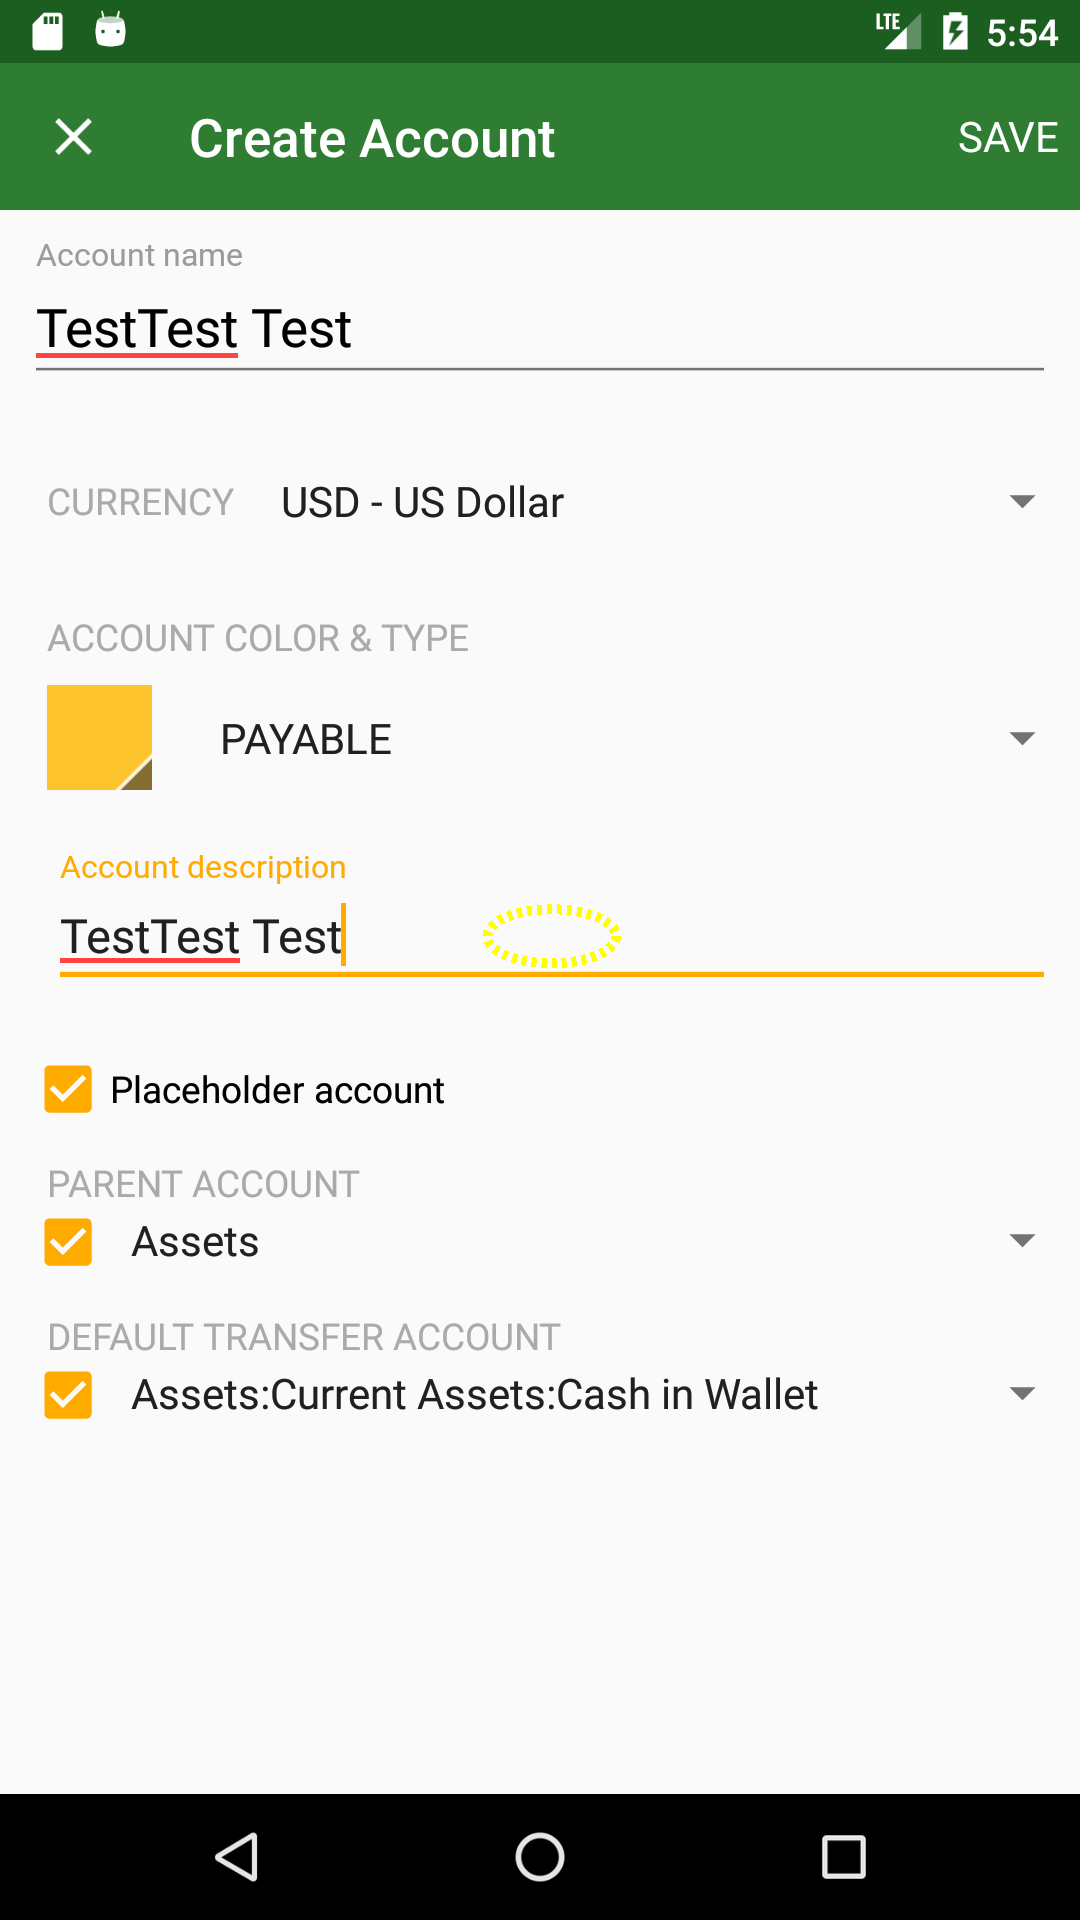 LTE 5:54
Create Account SAVE
Account name
TestTest Test
CURRENCY USD - US Dollar
ACCOUNT COLOR & TYPE
PAYABLE
Account description
TestTest Test
Placeholder account
PARENT ACCOUNT
Assets
DEFAULT TRANSFER ACCOUNT
Assets:Current Assets:Cash in Wallet